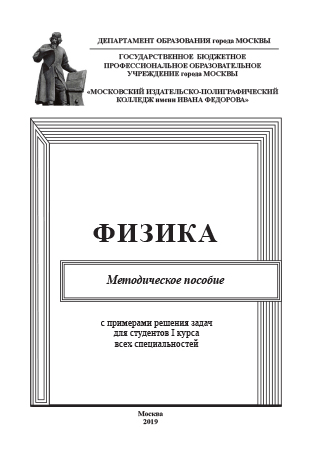 ДЕПАРТАМЕНТ ОБРАЗОВАНИЯ города МОСКВЫ
ГОСУДАРСТВЕННОЕ БЮДЖЕТНОЕ
ПРОФЕССИОНАЛЬНОЕ ОБРАЗОВАТЕЛЬНОЕ
УЧРЕЖДЕНИЕ города МОСКВЫ
«МОСКОВСКИЙ ИЗДАТЕЛЬСКО-ПОЛИГРАФИЧЕСКИЙ
КОЛЛЕДЖ имени ИВАНА ФЕДОРОВА»
ФИЗИКА
Методическое пособие
с примерами решения задач
для студентов I курса
всех специальностей
Москва
2019